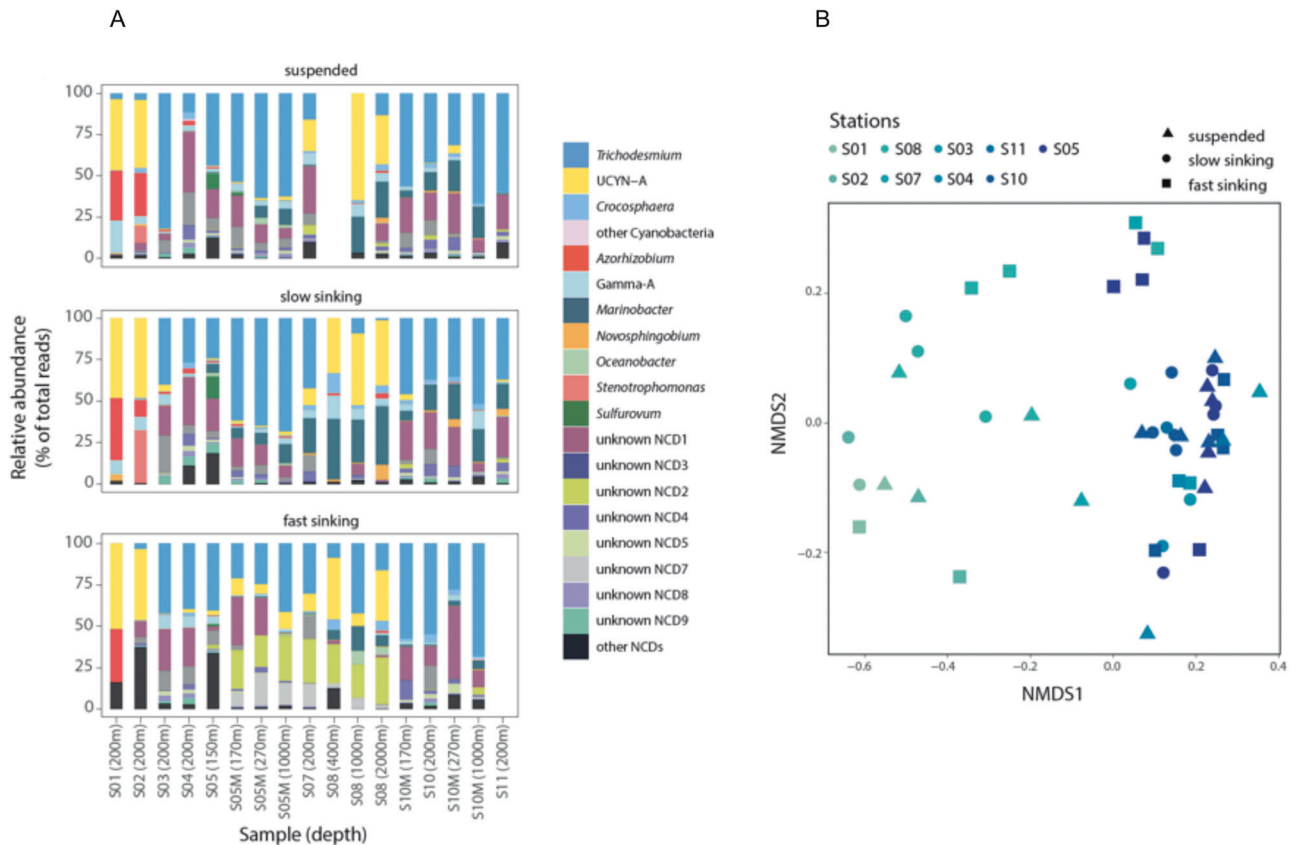 A
suspended
100
75
50
25
0
slow sinking
100
75
50
25
0
fast sinking
100
75
50
25
0
Relative abundance
(% of total reads)
S01 (200m)
S02 (200m)
S03 (200m)
S04 (200m)
S05 (150m)
S05M (170m)
S05M (270m)
S05M (1000m)
S07 (200m)
S08 (400m)
S08 (1000m)
S08 (2000m)
S10M (170m)
S10 (200m)
S10M (270m)
S10M (1000m)
S11 (200m)
Sample (depth)
Trichodesmium
UCYN-A
Crocosphaera
other Cyanobacteria
Azorhizobium
Gamma-A
Marinobacter
Novosphingobium
Oceanobacter
Stenotrophomonas
Sulfurovum
unknown NCD1
unknown NCD3
unknown NCD2
unknown NCD4
unknown NCD5
unknown NCD7
unknown NCD8
unknown NCD9
other NCDs
B
Stations
S01 S08 S03 S11 S05
S02 S07 S04 S10
suspended
slow sinking
fast sinking
NMDS2
0.2
0.0
−0.2
−0.6 −0.4 −0.2 0.0 0.2 0.4
NMDS1